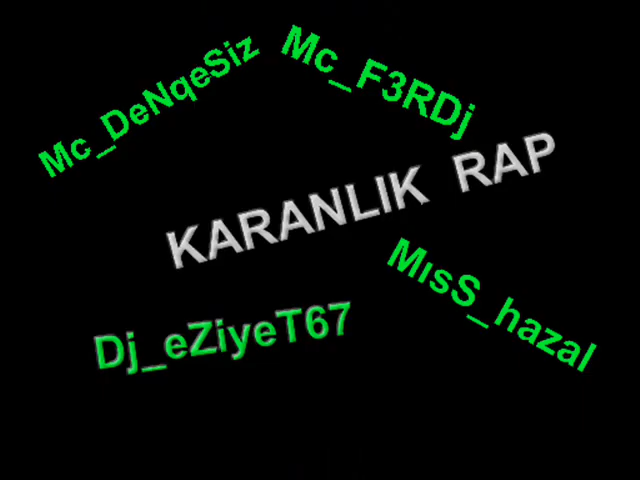 Mc_DeNqeSiz
Mc_F3RDj
KARANLIK RAP
MısS_hazal
Dj_eZiyeT67